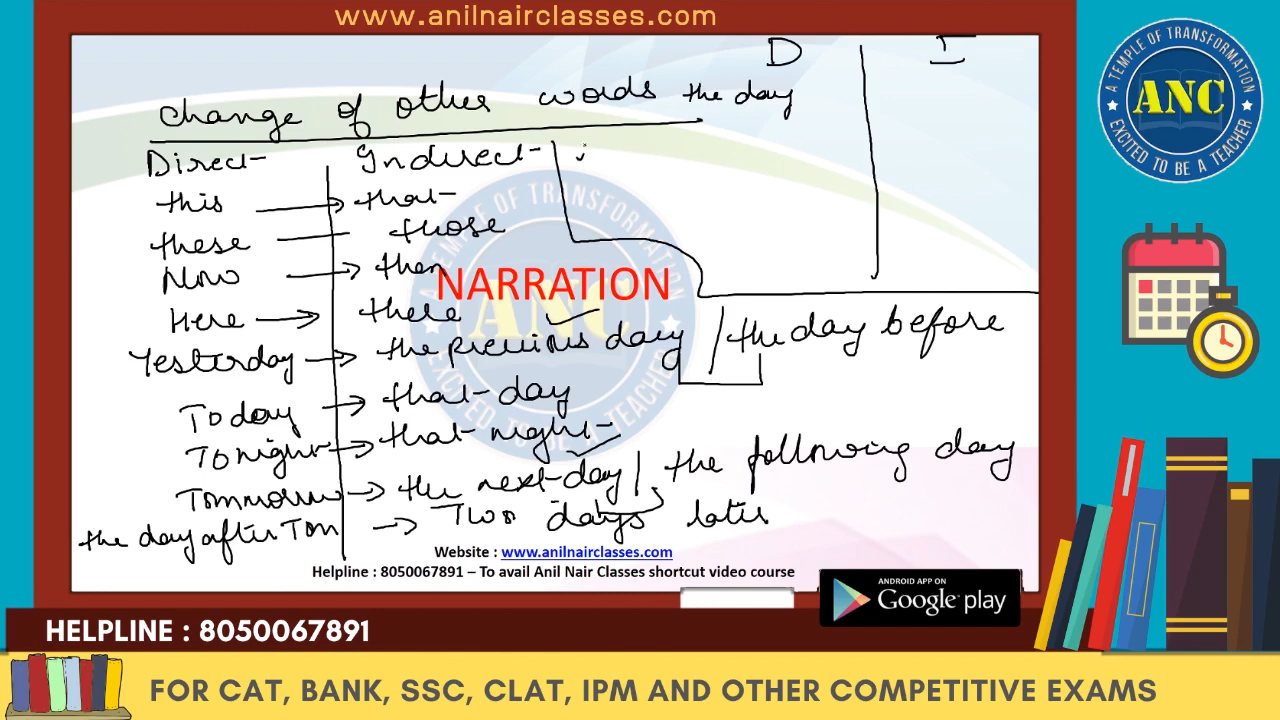 www.anilnairclasses.com
D I
Change of other words the day
Direct Indirect
this that
these those
Now then
NARRATION
Here there
Yesterday the previous day / the day before
Today that day
Tonight that night
Tommorow the next day / the following day
the day after Tom Two days later
Website : www.anilnairclasses.com
Helpline : 8050067891 – To avail Anil Nair Classes shortcut video course
A TEMPLE OF TRANSFORMATION
ANC
EXCITED TO BE A TEACHER
ANDROID APP ON
Google play
HELPLINE : 8050067891
FOR CAT, BANK, SSC, CLAT, IPM AND OTHER COMPETITIVE EXAMS